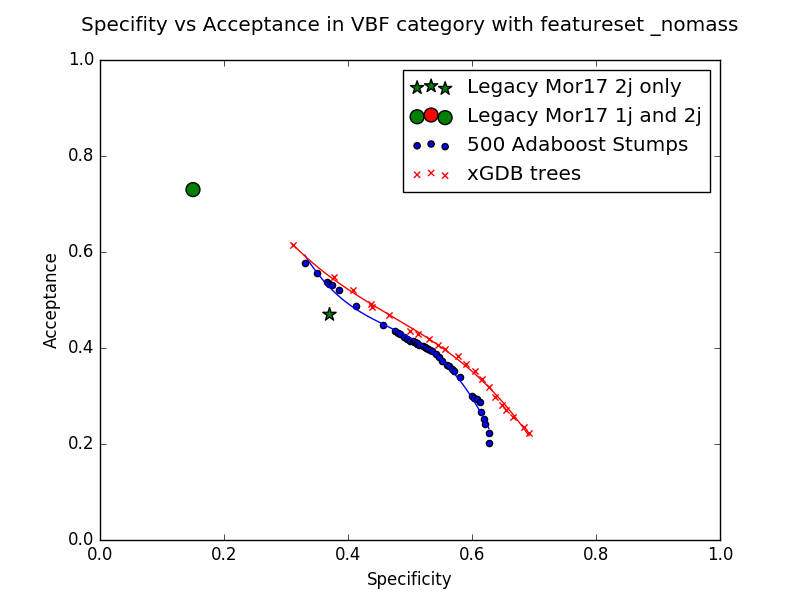 Specifity vs Acceptance in VBF category with featureset _nomass
1.0
0.8
0.6
0.4
0.2
0.0
Acceptance
Legacy Mor17 2j only
Legacy Mor17 1j and 2j
500 Adaboost Stumps
xGDB trees
0.0 0.2 0.4 0.6 0.8 1.0
Specificity